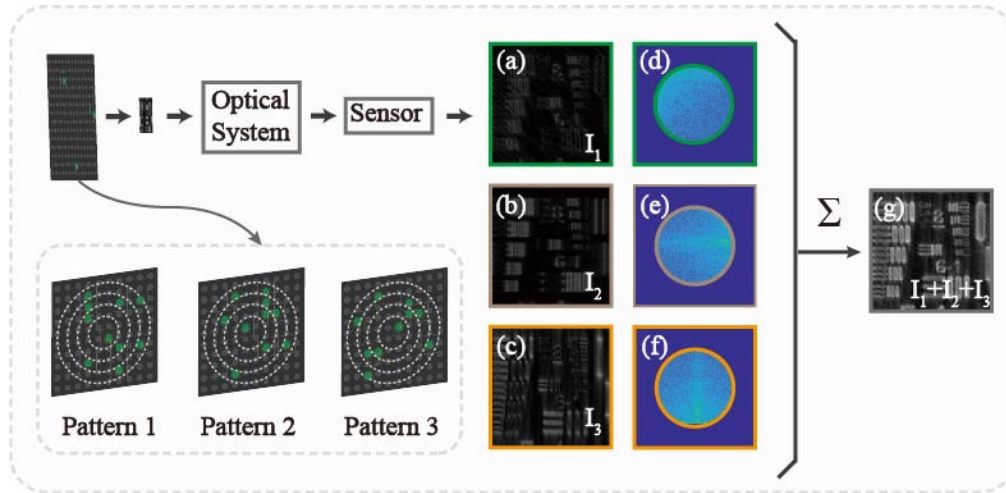 Optical
System
Sensor
(a)
I₁
(d)
(b)
I₂
(e)
(c)
I₃
(f)
Σ
(g)
I₁+I₂+I₃
Pattern 1
Pattern 2
Pattern 3